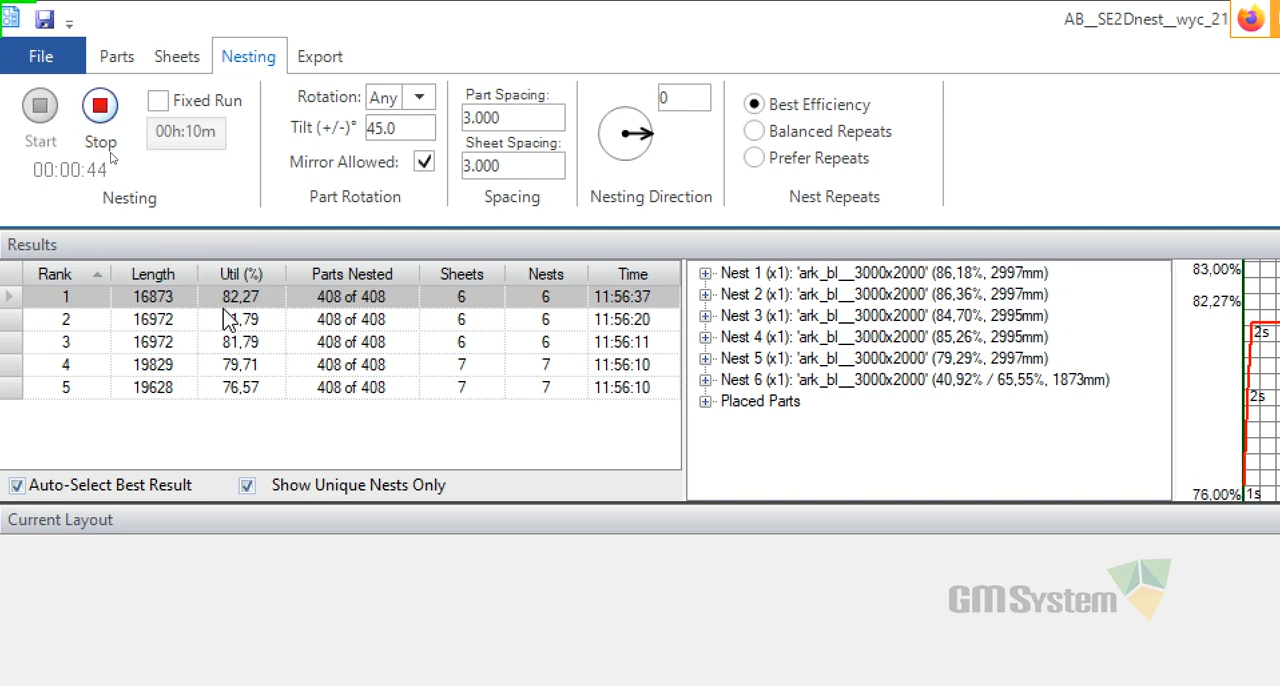 AB__SE2Dnest__wyc_21
File Parts Sheets Nesting Export
Start
Stop
00:00:44
Fixed Run
00h:10m
Nesting
Rotation: Any
Tilt (+/-)° 45.0
Mirror Allowed:
Part Rotation
Part Spacing:
3.000
Sheet Spacing:
3.000
Spacing
0
Nesting Direction
Best Efficiency
Balanced Repeats
Prefer Repeats
Nest Repeats
Results
Rank Length Util (%) Parts Nested Sheets Nests Time
1 16873 82,27 408 of 408 6 6 11:56:37
2 16972 ,79 408 of 408 6 6 11:56:20
3 16972 81,79 408 of 408 6 6 11:56:11
4 19829 79,71 408 of 408 7 7 11:56:10
5 19628 76,57 408 of 408 7 7 11:56:10
Auto-Select Best Result Show Unique Nests Only
Nest 1 (x1): 'ark_bl__3000x2000' (86,18%, 2997mm)
Nest 2 (x1): 'ark_bl__3000x2000' (86,36%, 2997mm)
Nest 3 (x1): 'ark_bl__3000x2000' (84,70%, 2995mm)
Nest 4 (x1): 'ark_bl__3000x2000' (85,26%, 2995mm)
Nest 5 (x1): 'ark_bl__3000x2000' (79,29%, 2997mm)
Nest 6 (x1): 'ark_bl__3000x2000' (40,92% / 65,55%, 1873mm)
Placed Parts
83,00%
82,27%
2s
2s
76,00% 1s
Current Layout
GM System